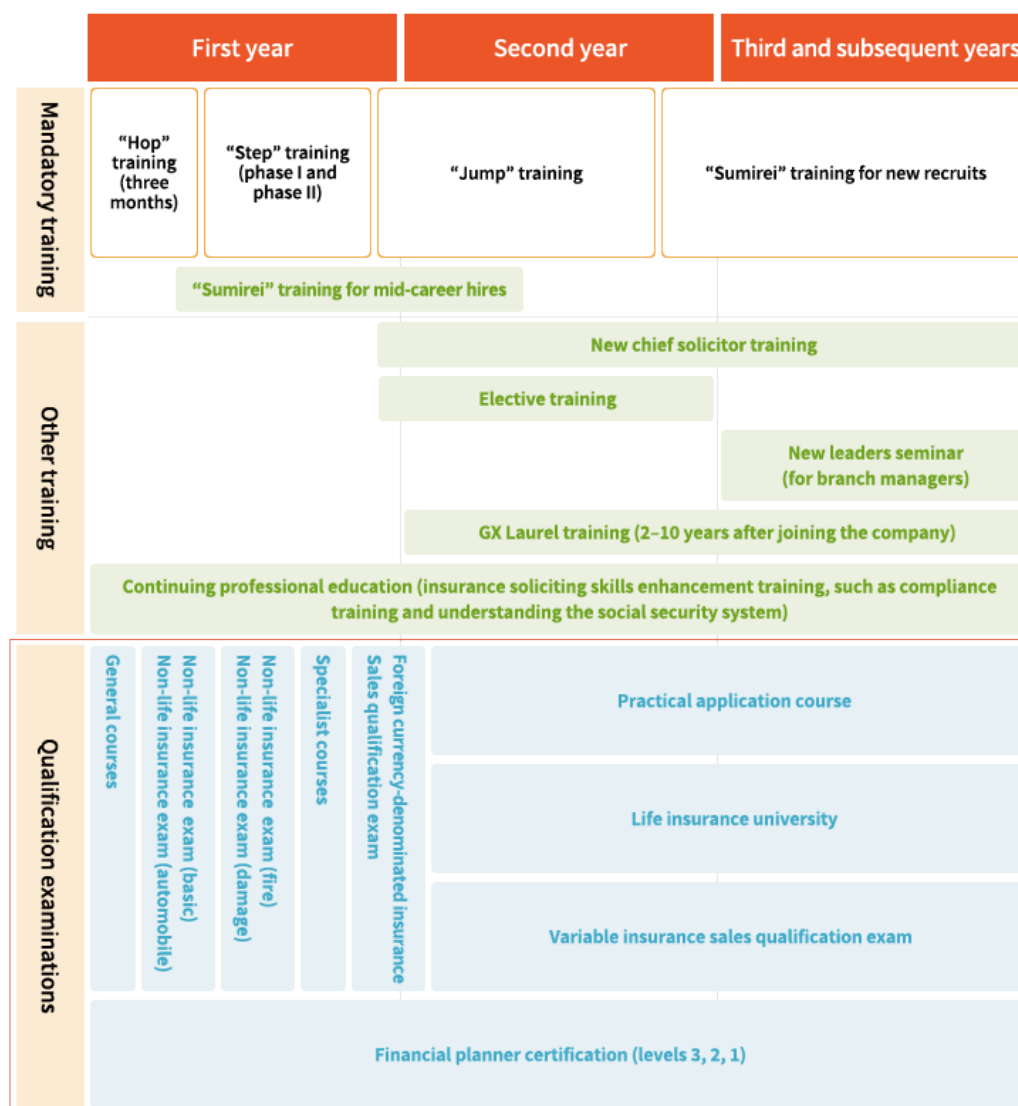 First year
Second year
Third and subsequent years
Mandatory training
“Hop”
training
(three
months)
“Step” training
(phase I and
phase II)
“Jump” training
“Sumirei” training for new recruits
“Sumirei” training for mid-career hires
Other training
New chief solicitor training
Elective training
New leaders seminar
(for branch managers)
GX Laurel training (2–10 years after joining the company)
Continuing professional education (insurance soliciting skills enhancement training, such as compliance
training and understanding the social security system)
Qualification examinations
General courses
Non-life insurance exam (basic)
Non-life insurance exam (automobile)
Non-life insurance exam (fire)
Non-life insurance exam (damage)
Specialist courses
Foreign currency-denominated insurance
Sales qualification exam
Practical application course
Life insurance university
Variable insurance sales qualification exam
Financial planner certification (levels 3, 2, 1)